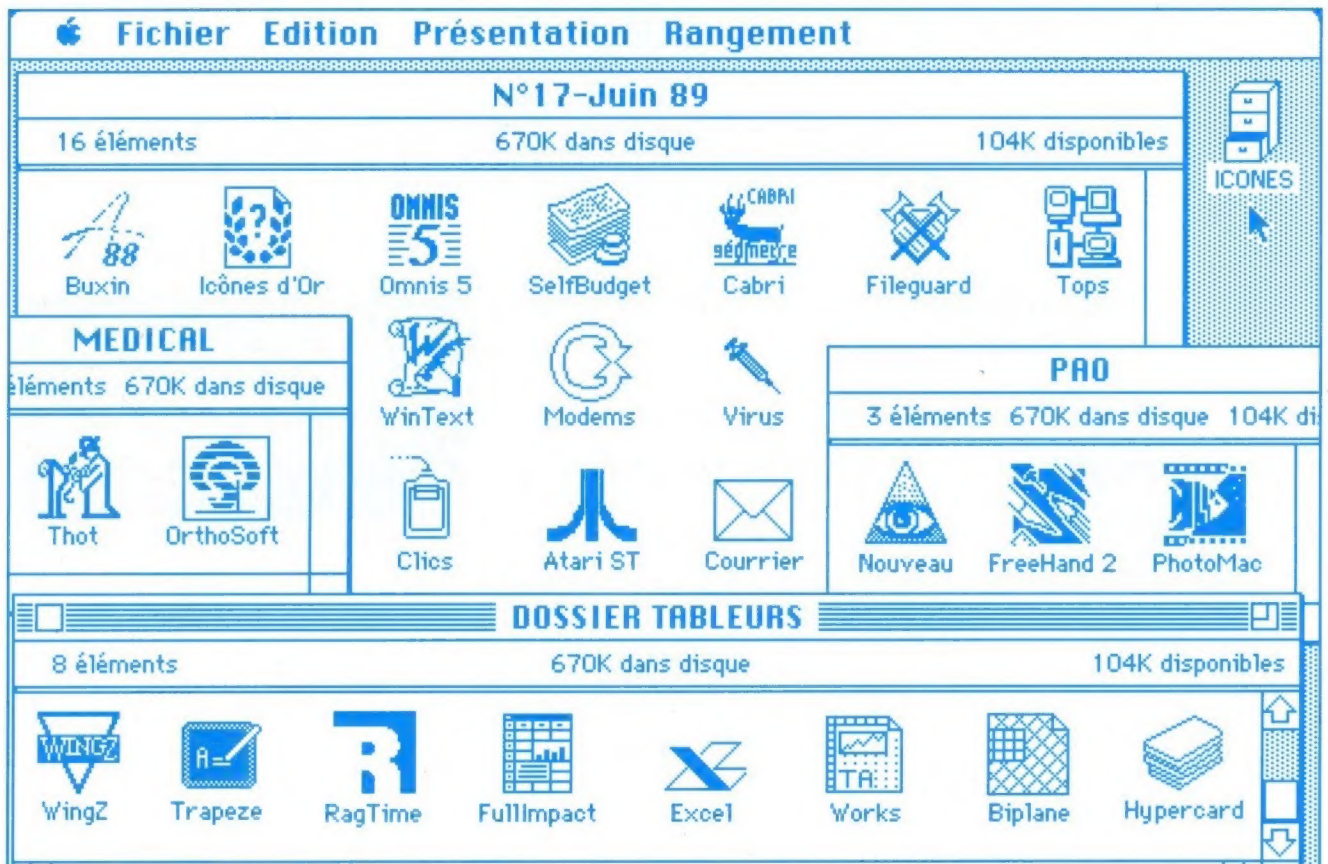 Fichier Edition Présentation Rangement
N°17-Juin 89
16 éléments 670K dans disque 104K disponibles
ICONES
88
?
OMNIS
5
CABRI
géomètre
Buxin Icônes d'Or Omnis 5 SelfBudget Cabri Fileguard Tops
W
WinText Modems Virus
Clics Atari ST Courrier
MEDICAL
éléments 670K dans disque
Thot OrthoSoft
PAO
3 éléments 670K dans disque 104K di
Nouveau FreeHand 2 PhotoMac
DOSSIER TABLEURS
8 éléments 670K dans disque 104K disponibles
WINGZ A= R TA
WingZ Trapeze RagTime FullImpact Excel Works Biplane Hypercard